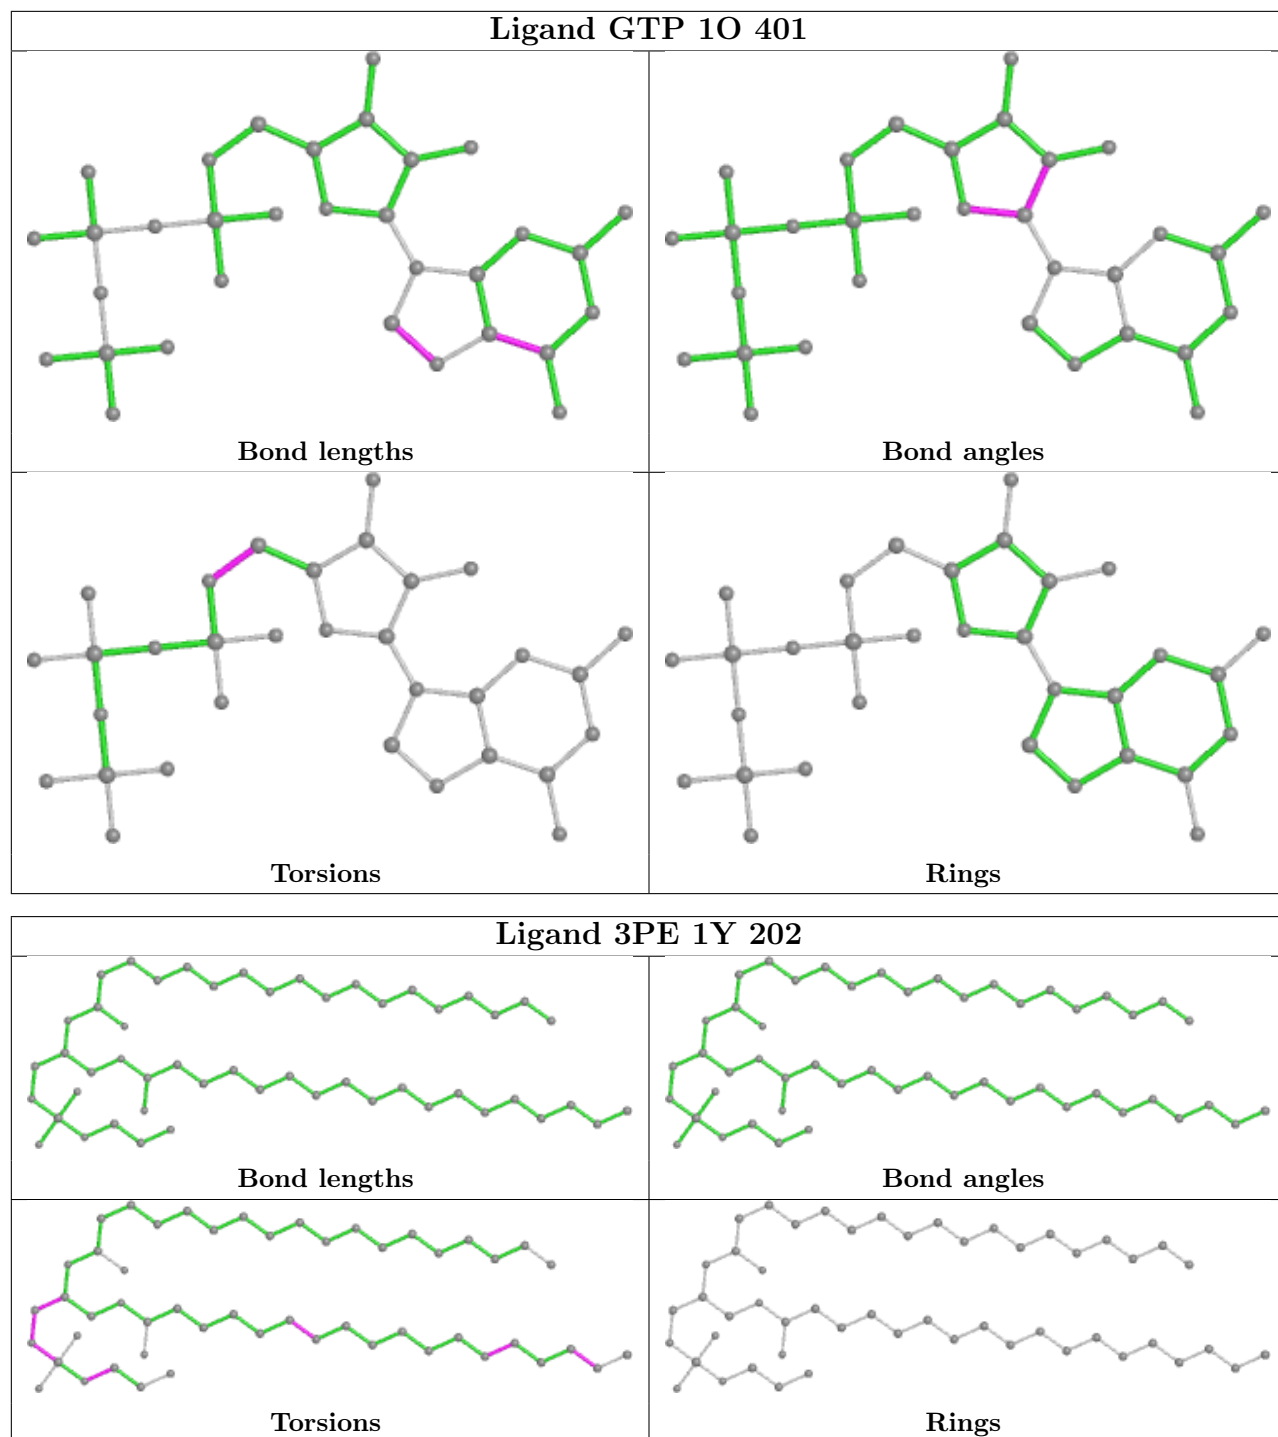 Ligand GTP 1O 401
Bond lengths
Bond angles
Torsions
Rings
Ligand 3PE 1Y 202
Bond lengths
Bond angles
Torsions
Rings